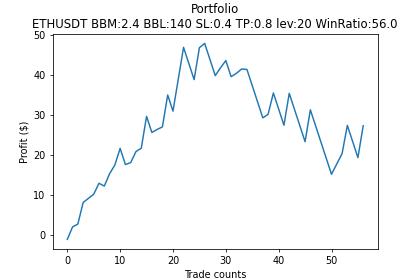 Portfolio
ETHUSDT BBM:2.4 BBL:140 SL:0.4 TP:0.8 lev:20 WinRatio:56.0
50
40
30
20
10
0
Profit ($)
0 10 20 30 40 50
Trade counts